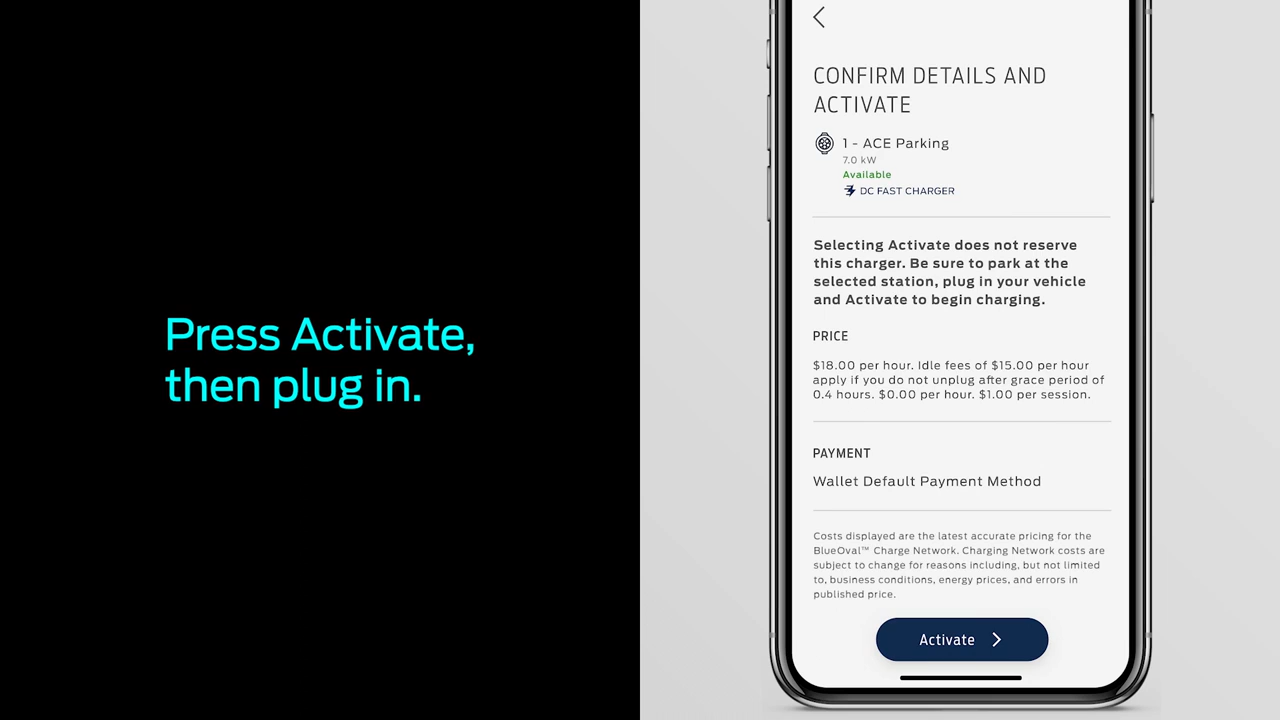 Press Activate,
then plug in.
CONFIRM DETAILS AND
ACTIVATE
1 - ACE Parking
7.0 kW
Available
DC FAST CHARGER
Selecting Activate does not reserve
this charger. Be sure to park at the
selected station, plug in your vehicle
and Activate to begin charging.
PRICE
$18.00 per hour. Idle fees of $15.00 per hour
apply if you do not unplug after grace period of
0.4 hours. $0.00 per hour. $1.00 per session.
PAYMENT
Wallet Default Payment Method
Costs displayed are the latest accurate pricing for the
BlueOval™ Charge Network. Charging Network costs are
subject to change for reasons including, but not limited
to, business conditions, energy prices, and errors in
published price.
Activate